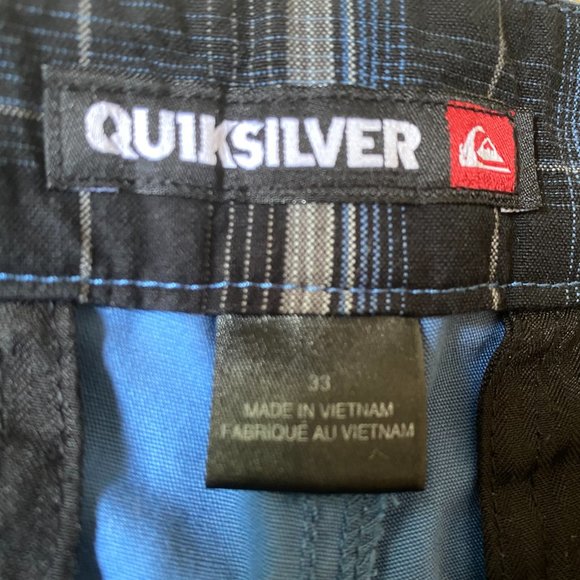 QUIKSILVER
33
MADE IN VIETNAM
FABRIQUÉ AU VIETNAM